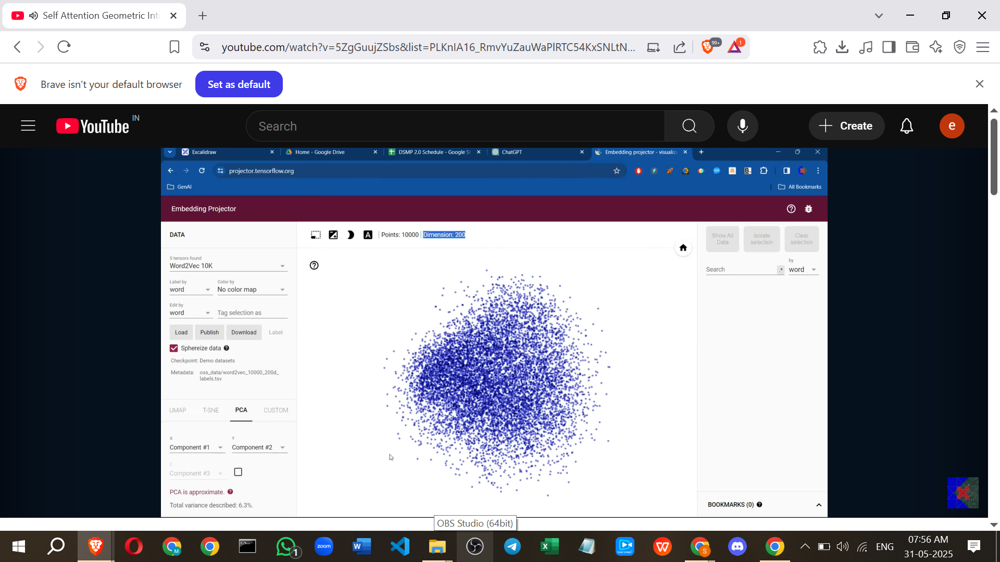 Self Attention Geometric Int
youtube.com/watch?v=5ZgGuujZSbs&list=PLKnIA16_RmvYuZauWaPlRTC54KxSNLtN...
99+
1
Brave isn't your default browser
Set as default
YouTube IN
Search
Create
e
Excalidraw
Home - Google Drive
DSMP 2.0 Schedule - Google S
ChatGPT
Embedding projector - visualiza
projector.tensorflow.org
GenAI
All Bookmarks
Embedding Projector
DATA
Points: 10000
Dimension: 200
Show All Data
Isolate selection
Clear selection
5 tensors found
Word2Vec 10K
Search
.*
by
word
Label by
word
Color by
No color map
Edit by
word
Tag selection as
Load
Publish
Download
Label
Sphereize data
Checkpoint: Demo datasets
Metadata: oss_data/word2vec_10000_200d_
labels.tsv
UMAP
T-SNE
PCA
CUSTOM
X
Component #1
Y
Component #2
Z
Component #3
PCA is approximate.
Total variance described: 6.3%.
BOOKMARKS (0)
OBS Studio (64bit)
M
1
zoom
S
ENG
07:56 AM
31-05-2025